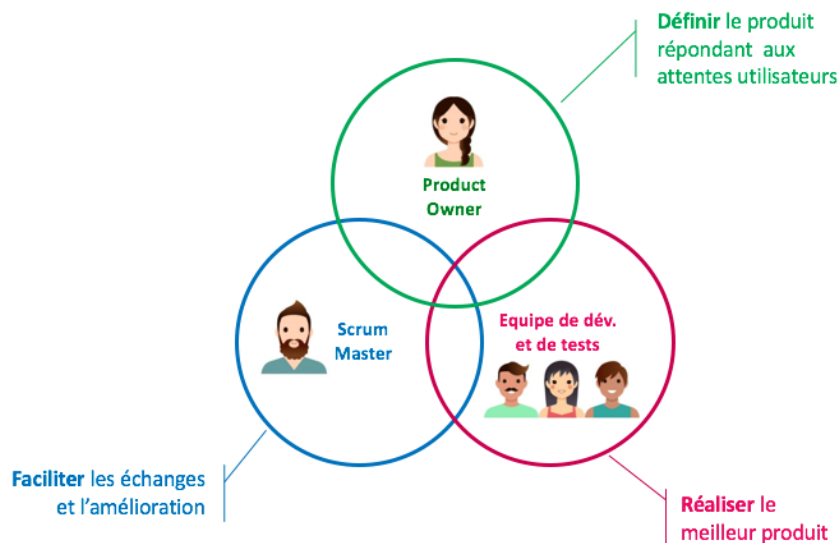 Définir le produit
répondant aux
attentes utilisateurs
Product
Owner
Scrum
Master
Equipe de dév.
et de tests
Faciliter les échanges
et l'amélioration
Réaliser le
meilleur produit